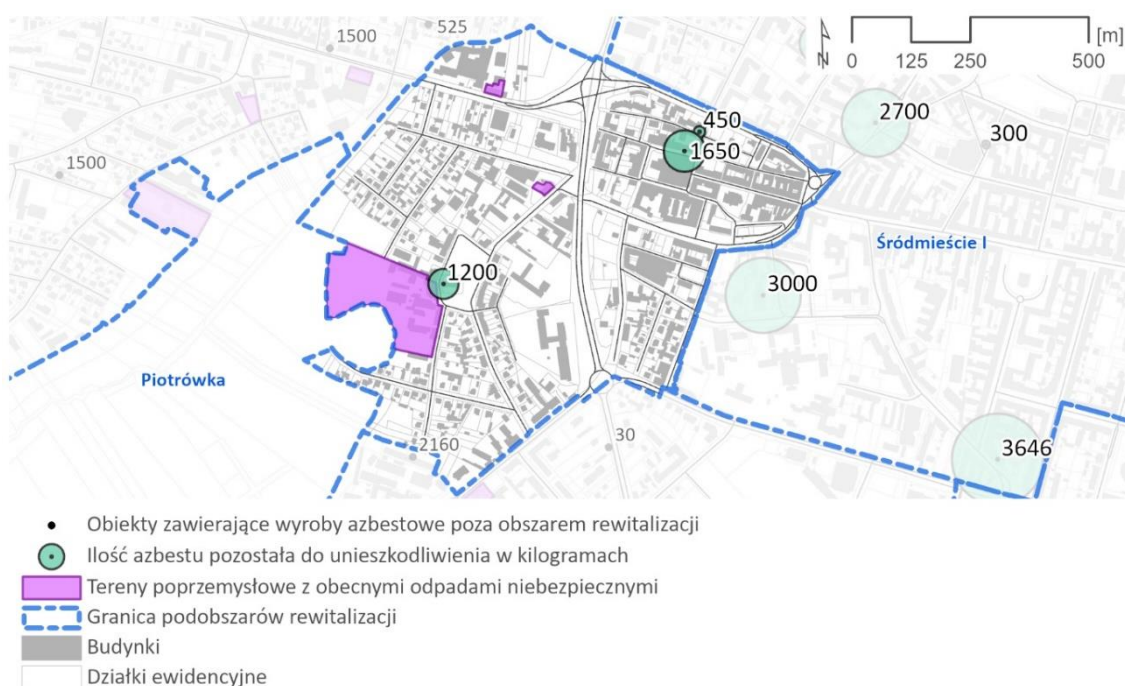 525
1500
1500
[m]
0 125 250 500
N
2700
300
450
1650
Śródmieście I
1200
3000
Piotrówka
2160
30
3646
Obiekty zawierające wyroby azbestowe poza obszarem rewitalizacji
Ilość azbestu pozostała do unieszkodliwienia w kilogramach
Tereny poprzemysłowe z obecnymi odpadami niebezpiecznymi
Granica podobszarów rewitalizacji
Budynki
Działki ewidencyjne